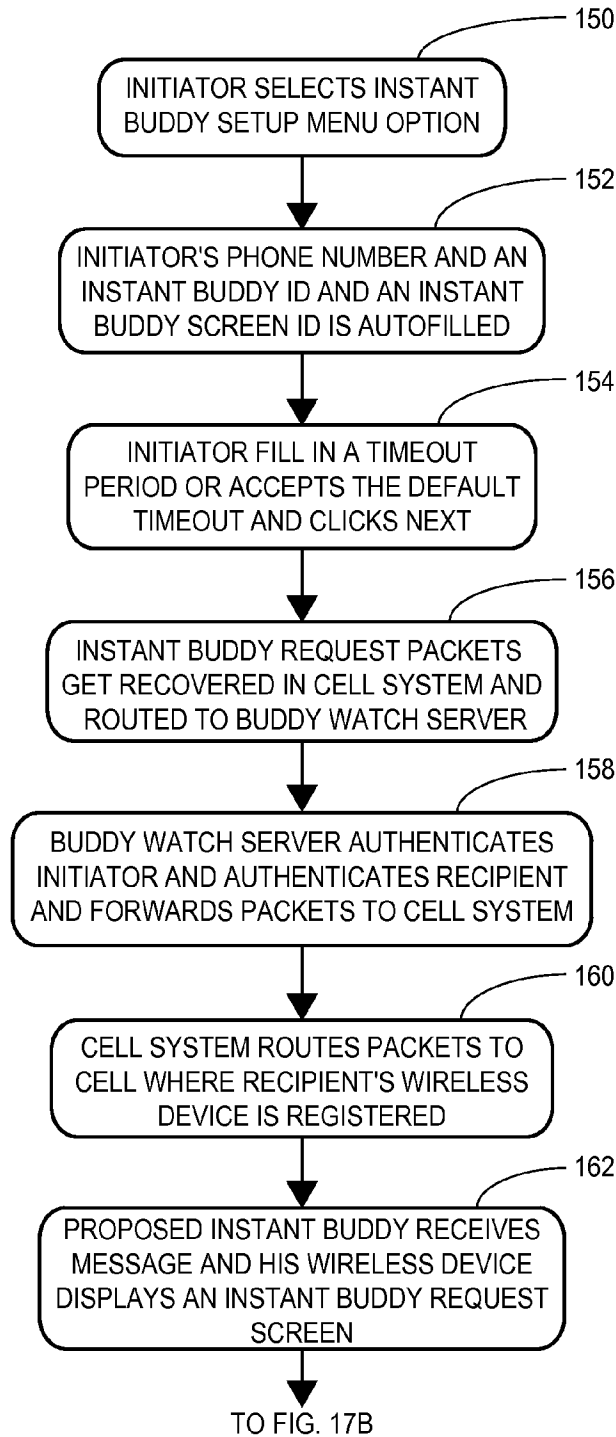 150
INITIATOR SELECTS INSTANT
BUDDY SETUP MENU OPTION
152
INITIATOR'S PHONE NUMBER AND AN
INSTANT BUDDY ID AND AN INSTANT
BUDDY SCREEN ID IS AUTOFILLED
154
INITIATOR FILL IN A TIMEOUT
PERIOD OR ACCEPTS THE DEFAULT
TIMEOUT AND CLICKS NEXT
156
INSTANT BUDDY REQUEST PACKETS
GET RECOVERED IN CELL SYSTEM AND
ROUTED TO BUDDY WATCH SERVER
158
BUDDY WATCH SERVER AUTHENTICATES
INITIATOR AND AUTHENTICATES RECIPIENT
AND FORWARDS PACKETS TO CELL SYSTEM
160
CELL SYSTEM ROUTES PACKETS TO
CELL WHERE RECIPIENT'S WIRELESS
DEVICE IS REGISTERED
162
PROPOSED INSTANT BUDDY RECEIVES
MESSAGE AND HIS WIRELESS DEVICE
DISPLAYS AN INSTANT BUDDY REQUEST
SCREEN
TO FIG. 17B